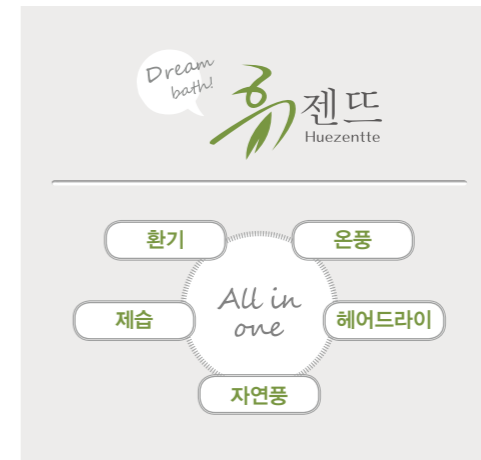 Dream
bath!
휴젠뜨
Huezentte
환기
온풍
All in
one
제습
헤어드라이
자연풍